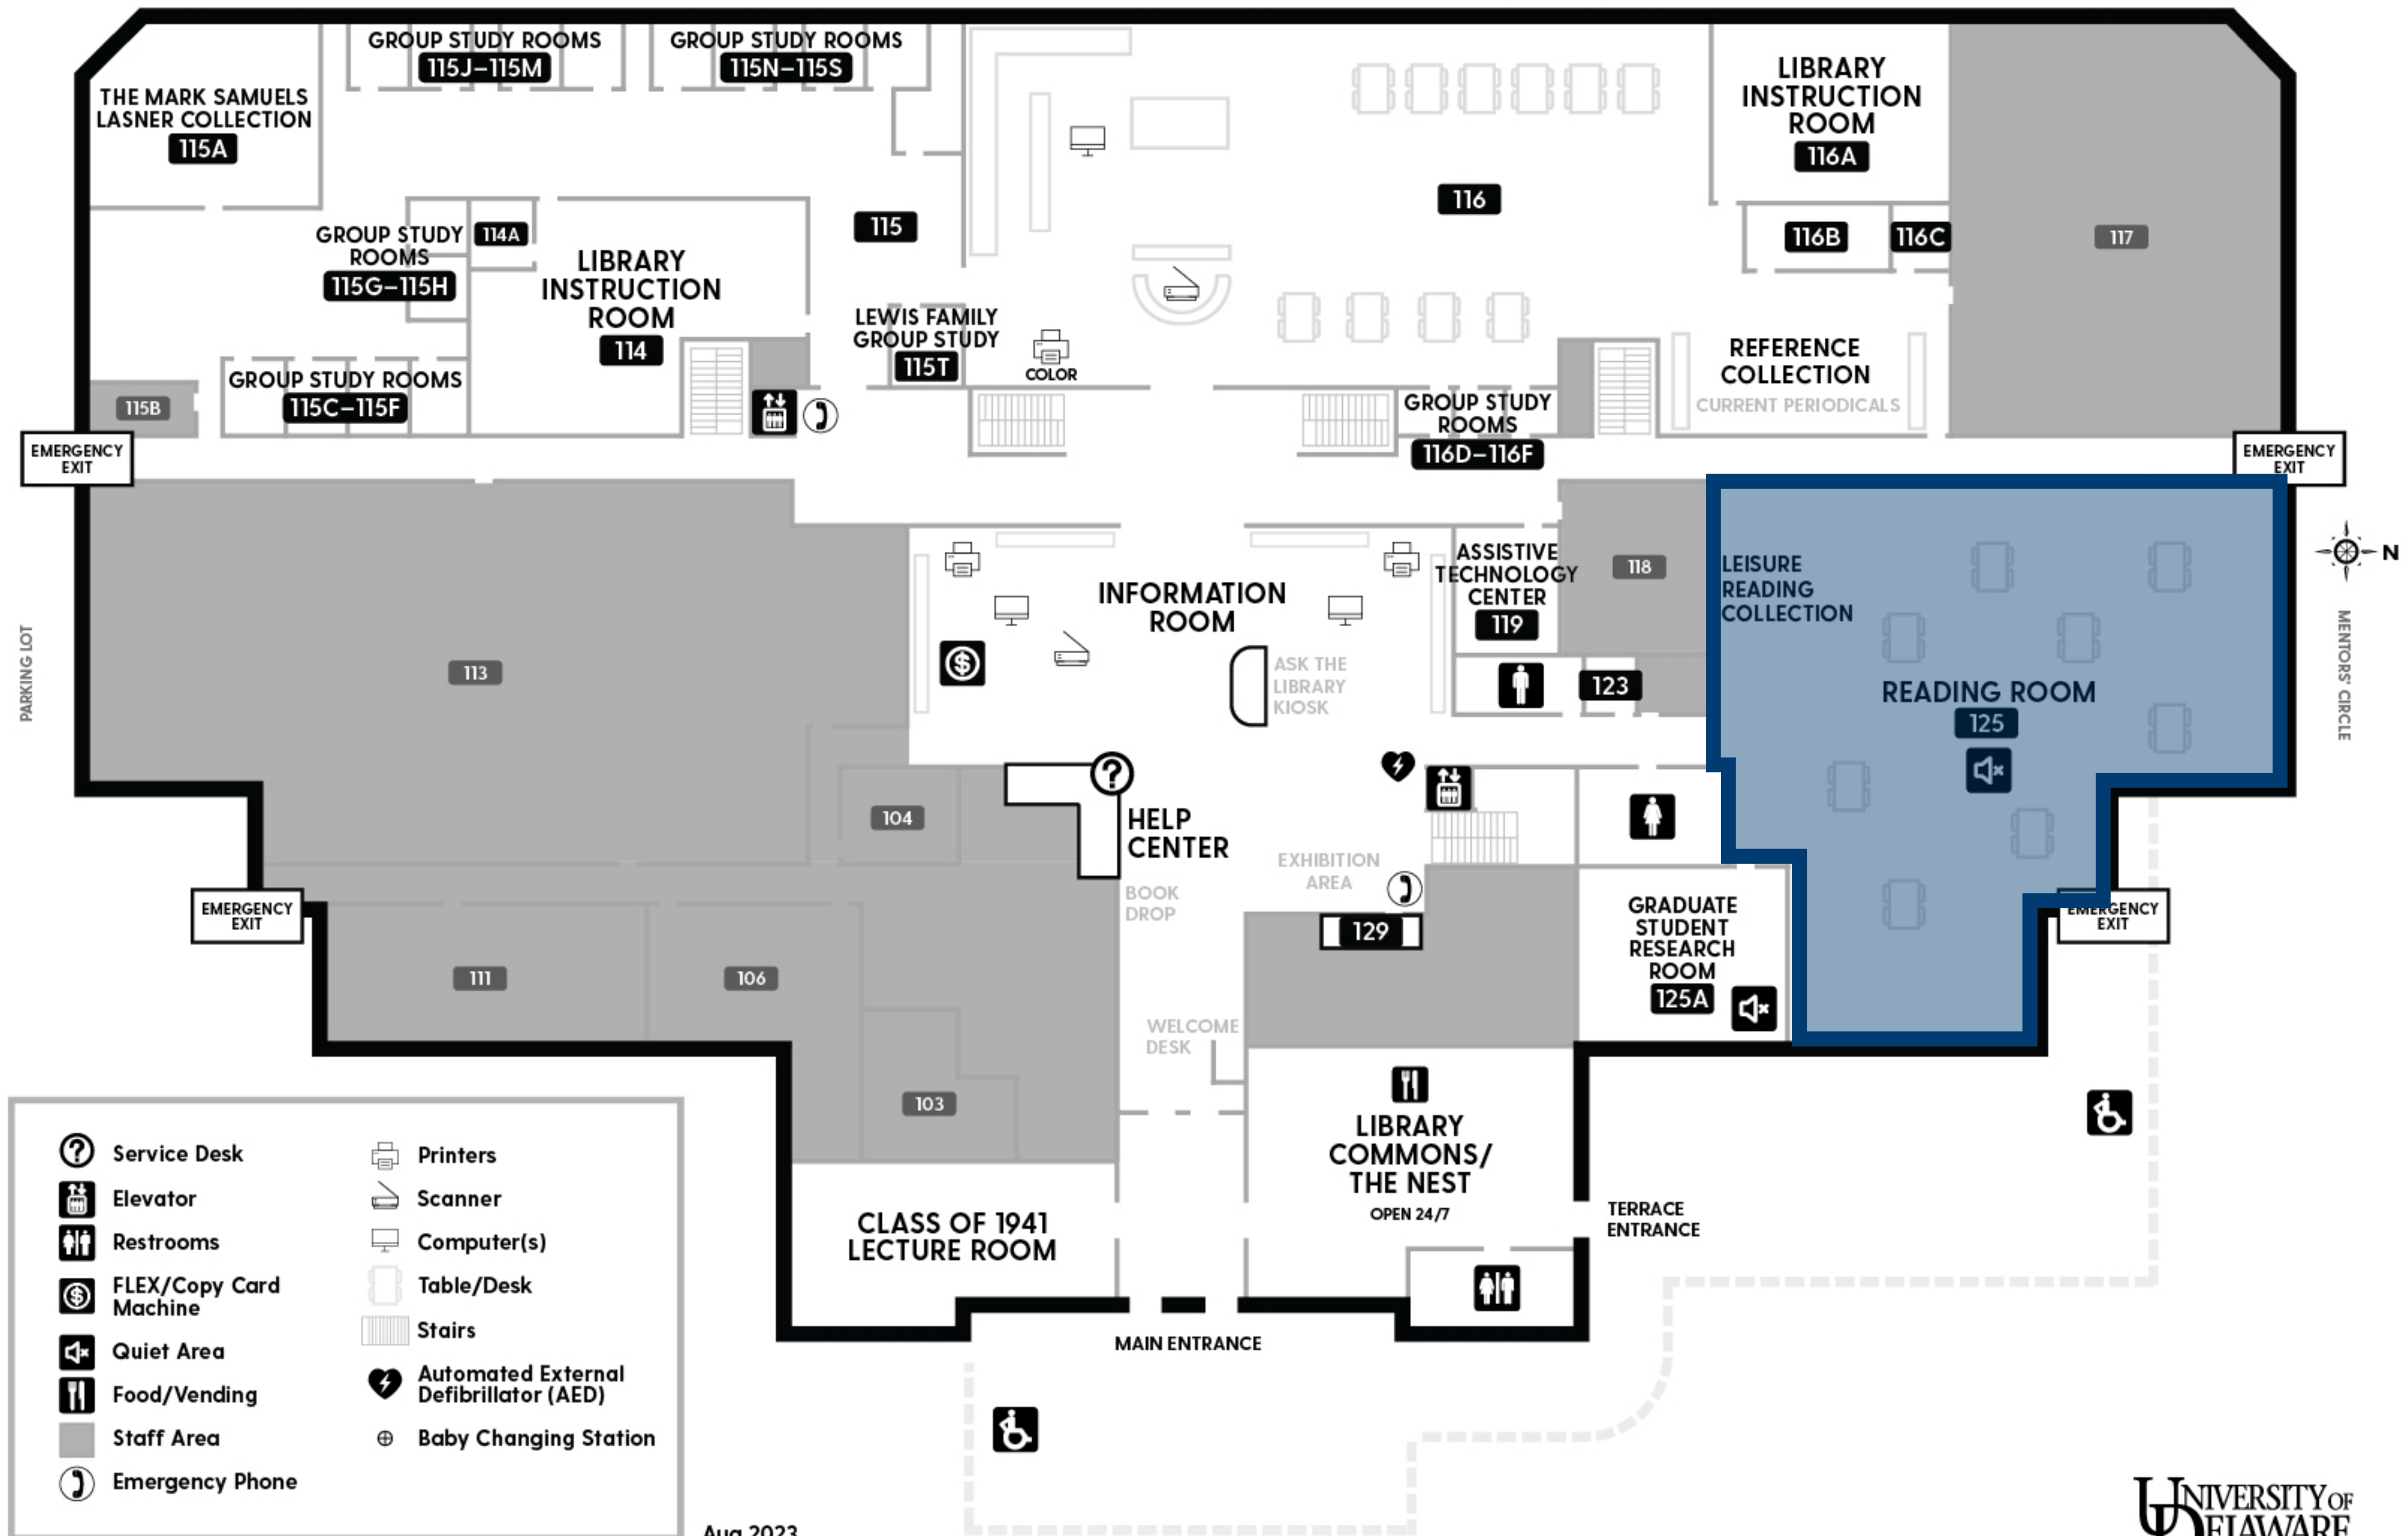 GROUP STUDY ROOMS
115J–115M
GROUP STUDY ROOMS
115N–115S
THE MARK SAMUELS
LASNER COLLECTION
115A
LIBRARY
INSTRUCTION
ROOM
116A
116
115
GROUP STUDY
ROOMS
115G–115H
114A
LIBRARY
INSTRUCTION
ROOM
114
116B
116C
117
LEWIS FAMILY
GROUP STUDY
115T
COLOR
REFERENCE
COLLECTION
CURRENT PERIODICALS
GROUP STUDY ROOMS
115C–115F
115B
GROUP STUDY
ROOMS
116D–116F
EMERGENCY
EXIT
EMERGENCY
EXIT
INFORMATION
ROOM
ASSISTIVE
TECHNOLOGY
CENTER
119
118
LEISURE
READING
COLLECTION
N
PARKING LOT
113
ASK THE
LIBRARY
KIOSK
123
READING ROOM
125
MENTORS' CIRCLE
104
HELP
CENTER
BOOK
DROP
EXHIBITION
AREA
129
EMERGENCY
EXIT
GRADUATE
STUDENT
RESEARCH
ROOM
125A
EMERGENCY
EXIT
111
106
WELCOME
DESK
103
LIBRARY
COMMONS/
THE NEST
OPEN 24/7
CLASS OF 1941
LECTURE ROOM
TERRACE
ENTRANCE
MAIN ENTRANCE
Service Desk
Elevator
Restrooms
FLEX/Copy Card
Machine
Quiet Area
Food/Vending
Staff Area
Emergency Phone
Printers
Scanner
Computer(s)
Table/Desk
Stairs
Automated External
Defibrillator (AED)
Baby Changing Station
Aug 2023
UNIVERSITY OF
DELAWARE